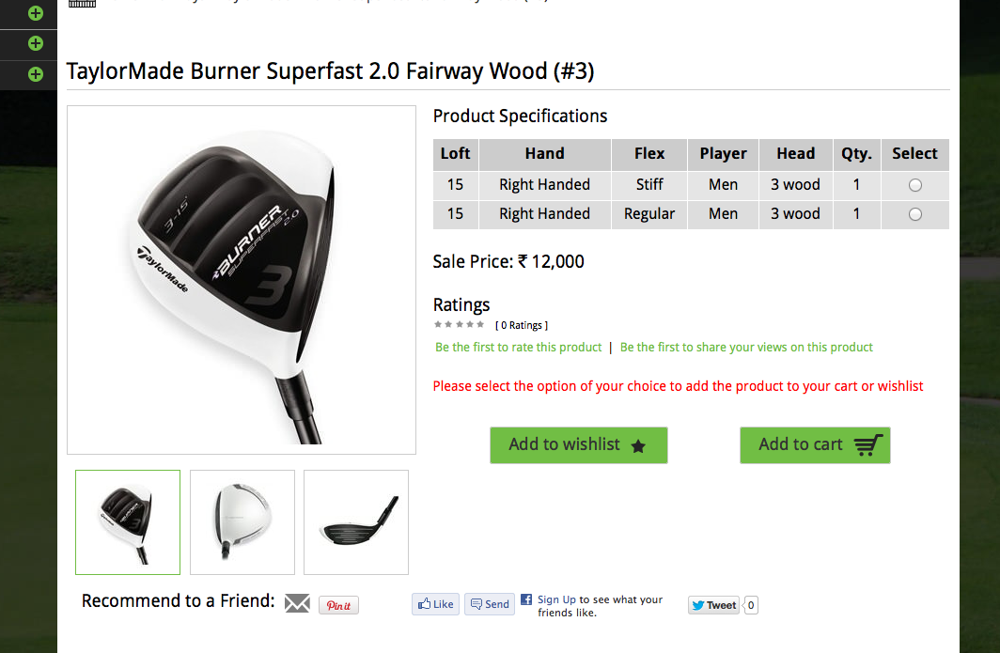 TaylorMade Burner Superfast 2.0 Fairway Wood (#3)
3-15°
BURNER
SUPERFAST 2.0
TaylorMade
3
Product Specifications
Loft Hand Flex Player Head Qty. Select
15 Right Handed Stiff Men 3 wood 1
15 Right Handed Regular Men 3 wood 1
Sale Price: ₹ 12,000
Ratings
[ 0 Ratings ]
Be the first to rate this product | Be the first to share your views on this product
Please select the option of your choice to add the product to your cart or wishlist
Add to wishlist
Add to cart
Recommend to a Friend:
Pin it
Like
Send
Sign Up to see what your
friends like.
Tweet
0